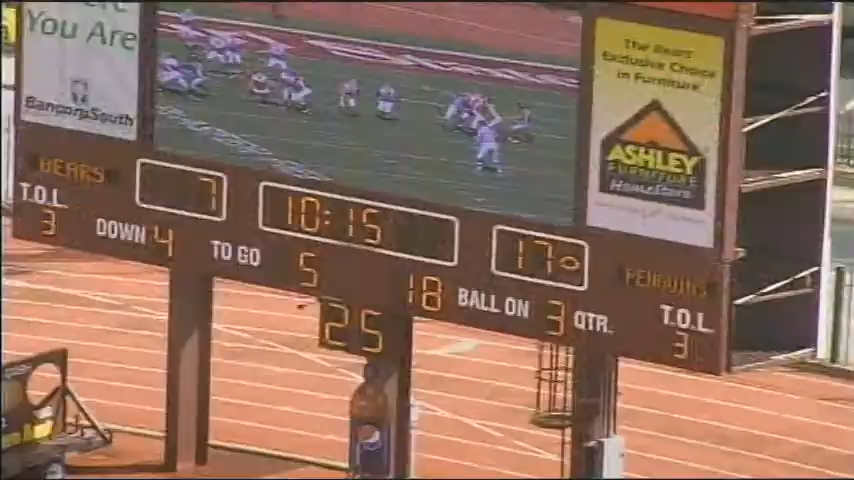 You Are
BancorpSouth
The Bears
Exclusive Choice
in Furniture
ASHLEY
FURNITURE
HomeStore
BEARS 7 10:15 17 PENGUINS
T.O.L 3 DOWN 4 TO GO 5 18 BALL ON 3 QTR. T.O.L 3
25